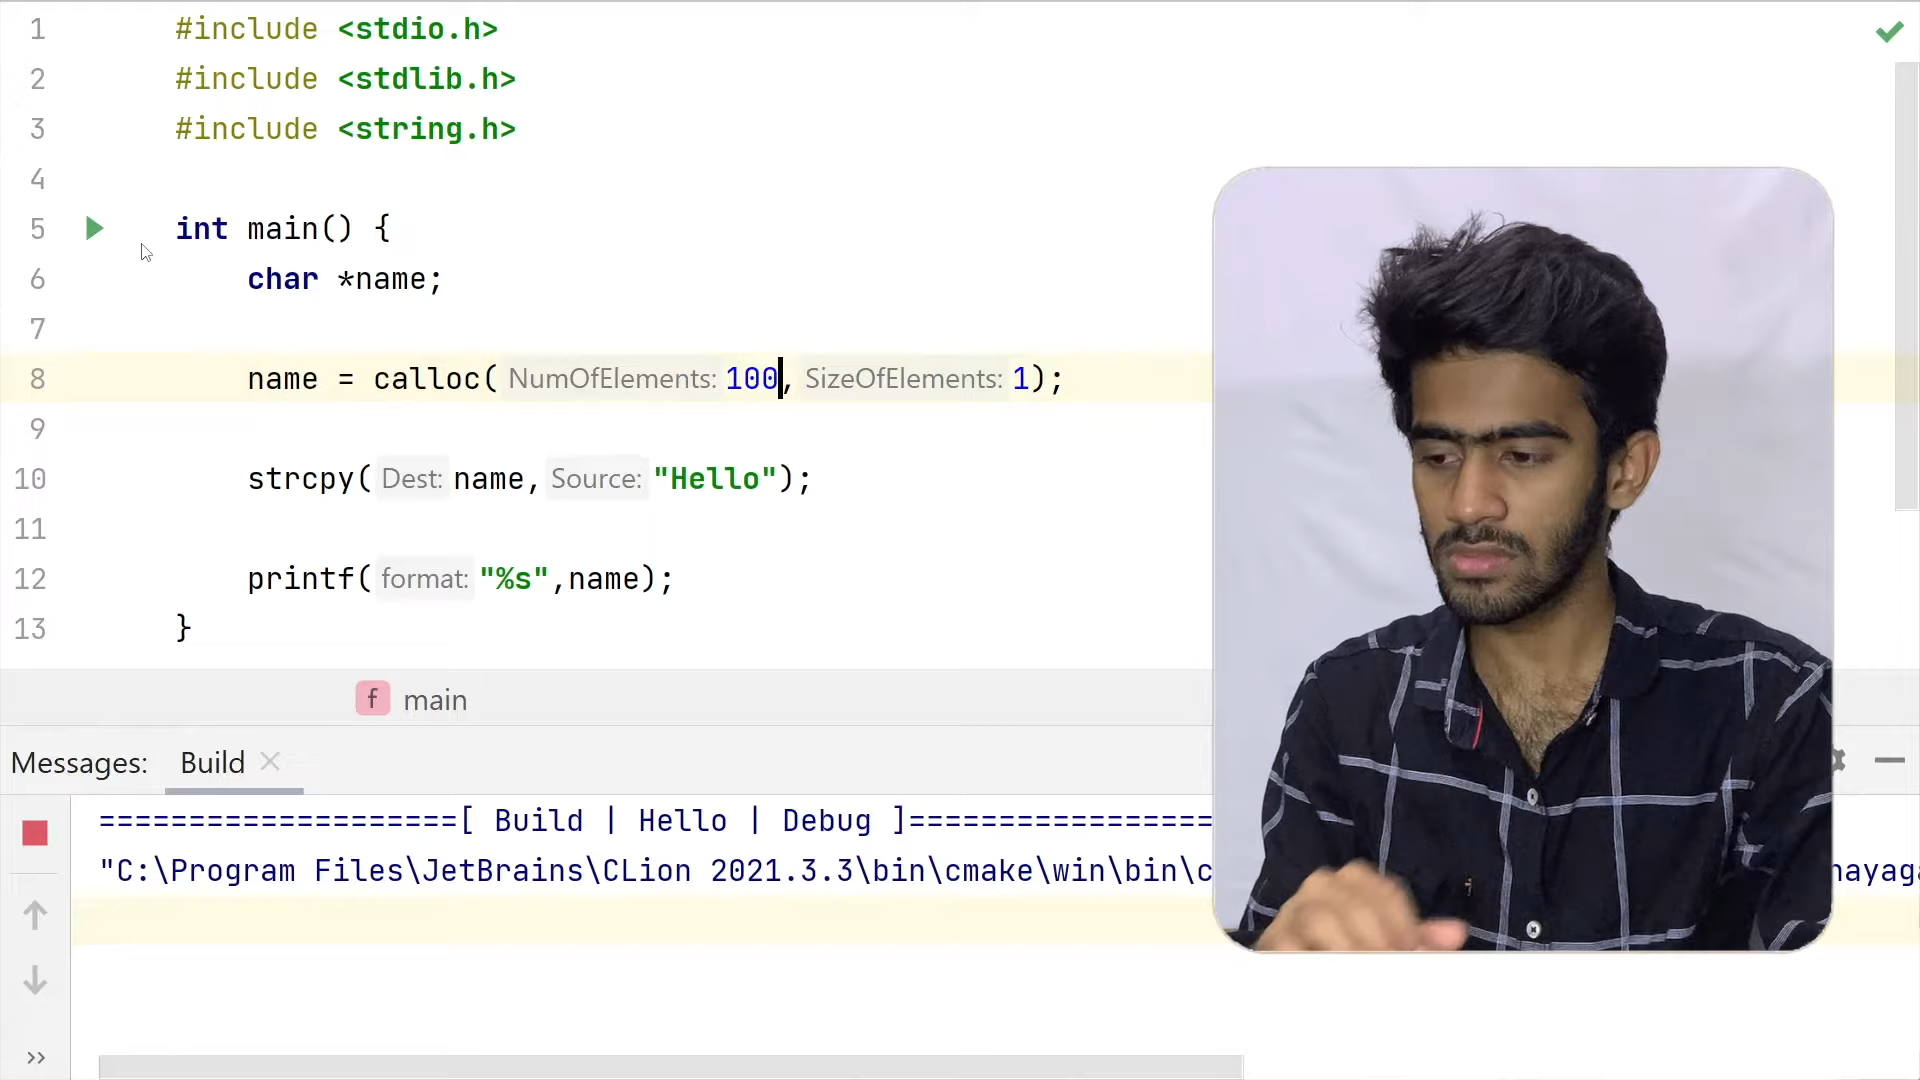 1 #include <stdio.h>
2 #include <stdlib.h>
3 #include <string.h>
4
5 int main() {
6 char *name;
7
8 name = calloc( NumOfElements: 100, SizeOfElements: 1);
9
10 strcpy( Dest: name, Source: "Hello");
11
12 printf( format: "%s",name);
13 }
f main
Messages: Build
====================[ Build | Hello | Debug ]=================
"C:\Program Files\JetBrains\CLion 2021.3.3\bin\cmake\win\bin\c